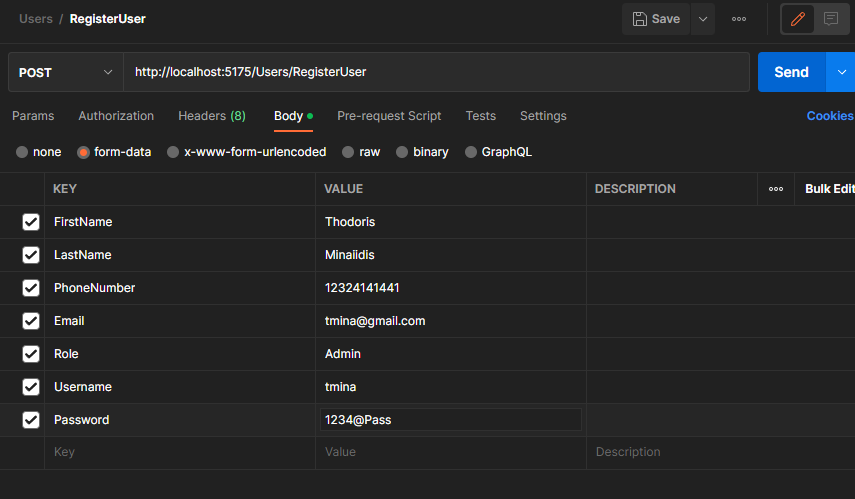 Users / RegisterUser Save
POST http://localhost:5175/Users/RegisterUser Send
Params Authorization Headers (8) Body Pre-request Script Tests Settings Cookies
none form-data x-www-form-urlencoded raw binary GraphQL
KEY VALUE DESCRIPTION Bulk Edit
FirstName Thodoris
LastName Minaiidis
PhoneNumber 12324141441
Email tmina@gmail.com
Role Admin
Username tmina
Password 1234@Pass
Key Value Description